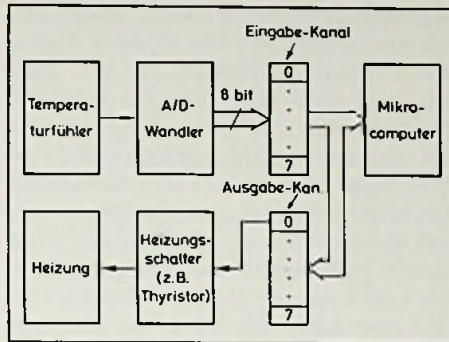 Eingabe-Kanal
Tempera-
turfühler
A/D-
Wandler
8 bit
0
7
Mikro-
computer
Ausgabe-Kan.
Heizung
Heizungs-
schalter
(z.B.
Thyristor)
0
7